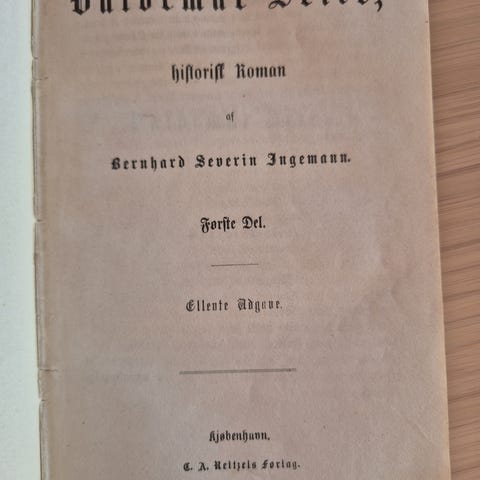 Valdemar Seier,
historisk Roman
af
Bernhard Severin Ingemann.
Første Del.
Ellevte Udgave.
Kjøbenhavn.
C. A. Reitzels Forlag.